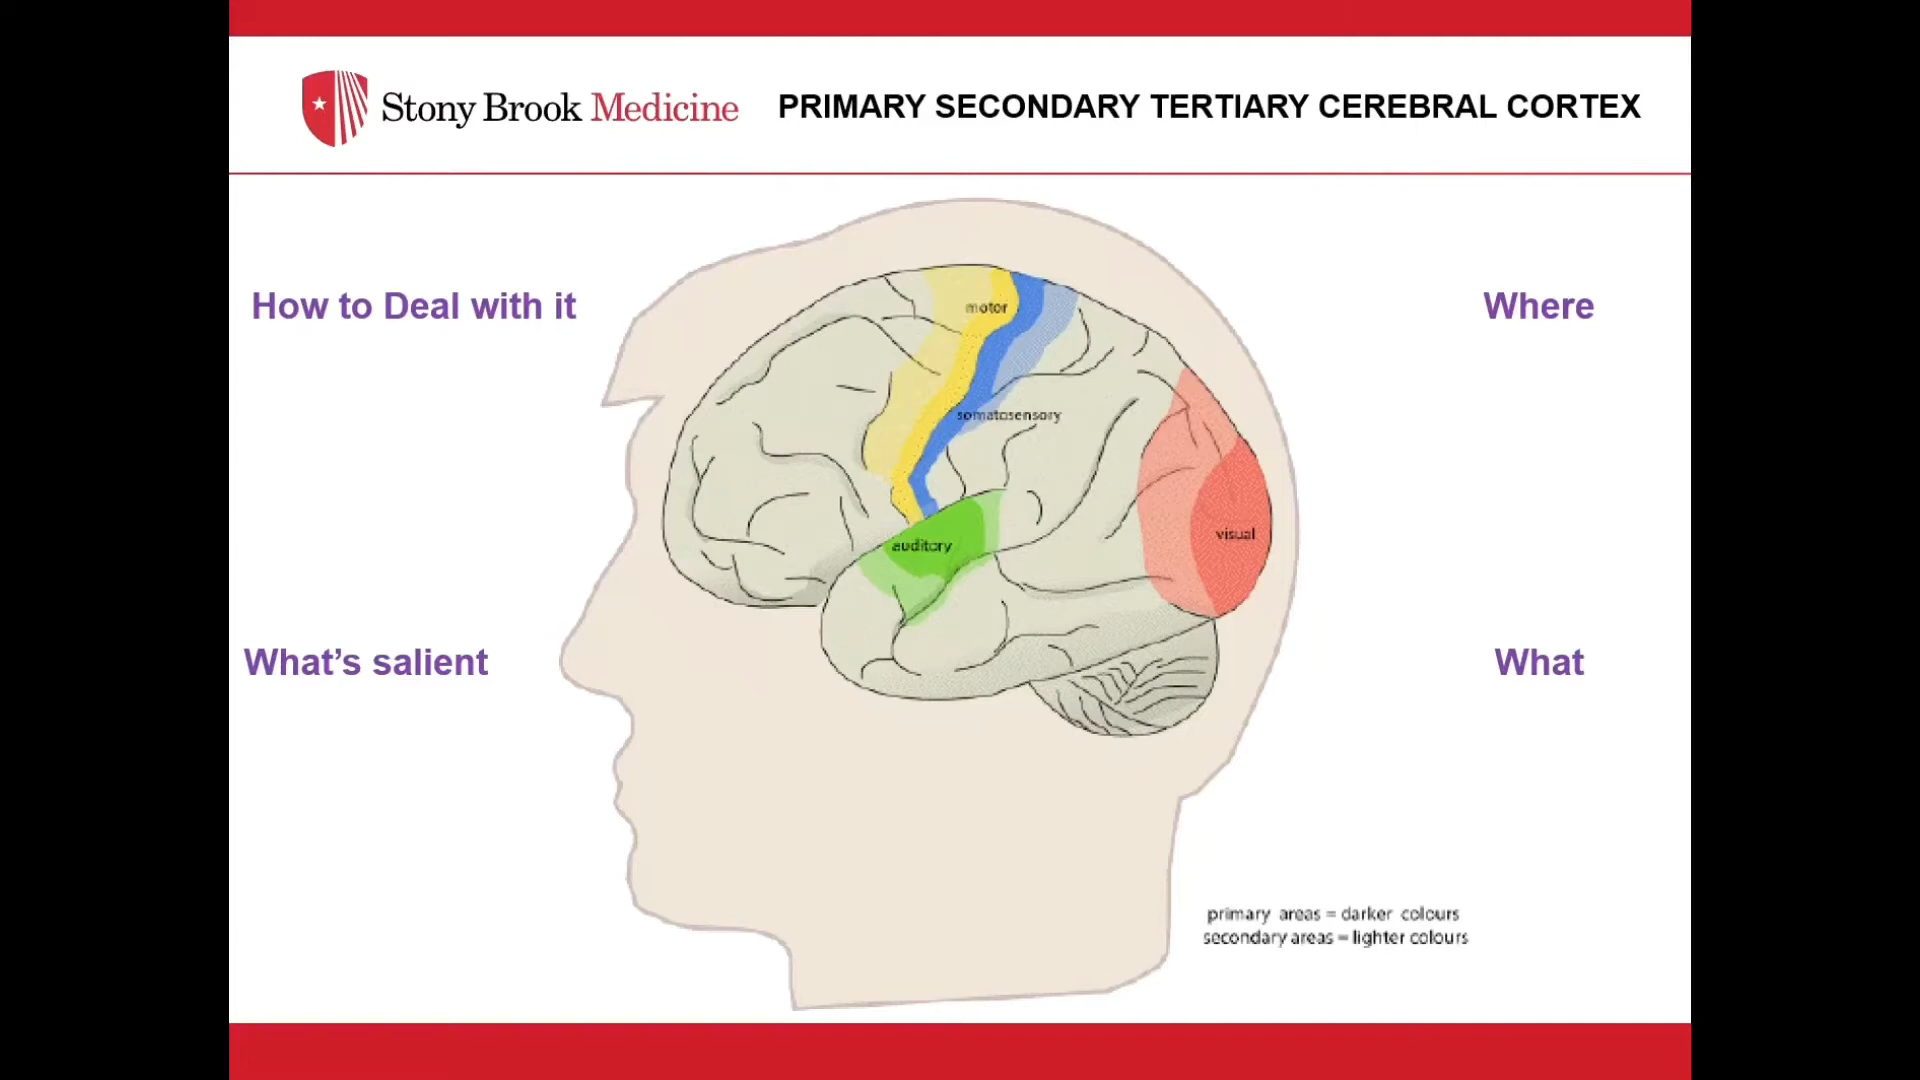 Stony Brook Medicine
PRIMARY SECONDARY TERTIARY CEREBRAL CORTEX
How to Deal with it
Where
motor
somatosensory
auditory
visual
What's salient
What
primary areas = darker colours
secondary areas = lighter colours